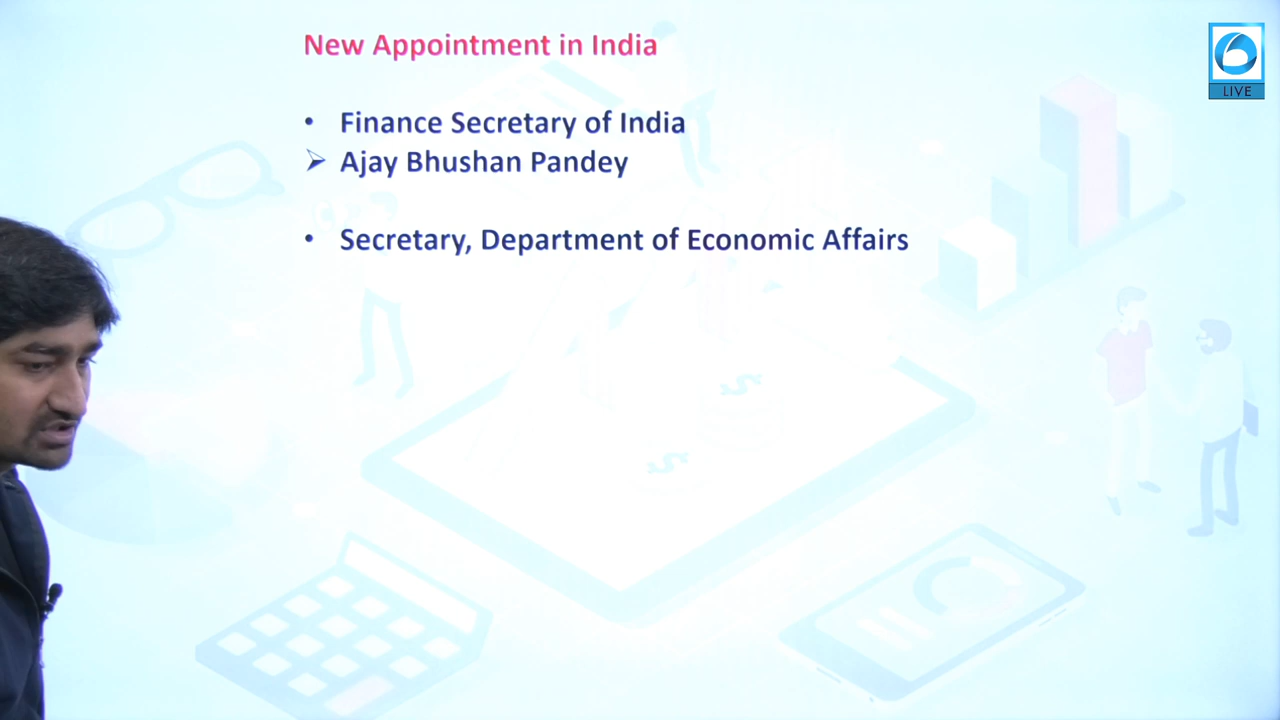 New Appointment in India
LIVE
• Finance Secretary of India
➢ Ajay Bhushan Pandey
• Secretary, Department of Economic Affairs
$
$